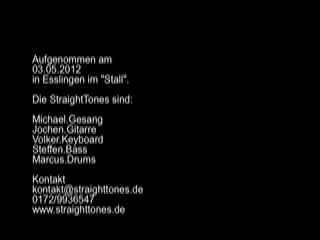 Aufgenommen am
03.05.2012
in Esslingen im "Stall".
Die StraightTones sind:
Michael.Gesang
Jochen.Gitarre
Volker.Keyboard
Steffen.Bass
Marcus.Drums
Kontakt
kontakt@straighttones.de
0172/9936547
www.straighttones.de